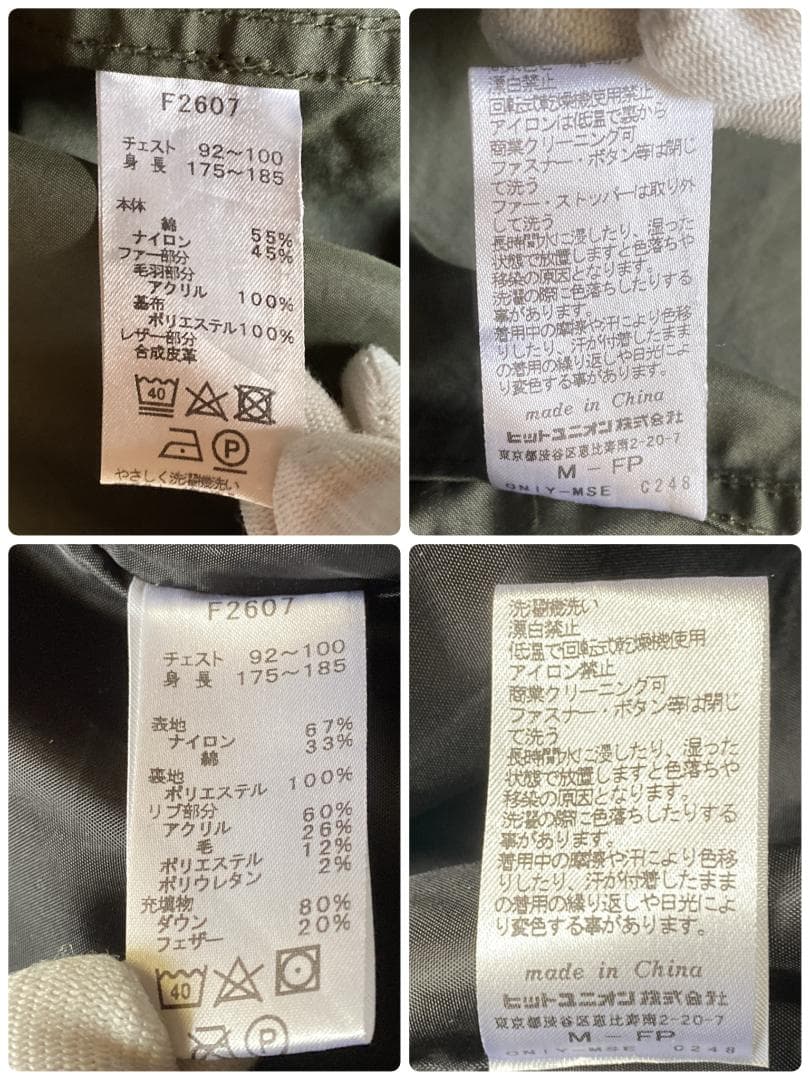 F2607
チェスト 92～100
身長 175～185
本体
綿 55%
ナイロン 45%
ファー部分
毛羽部分
アクリル 100%
基布
ポリエステル100%
レザー部分
合成皮革
40
P
やさしく洗濯機洗い
漂白禁止
回転式乾燥機使用禁止
アイロンは低温で裏から
商業クリーニング可
ファスナー・ボタン等は閉じ
て洗う
ファー・ストッパーは取り外
して洗う
長時間水に浸したり、湿った
状態で放置しますと色落ちや
移染の原因となります。
洗濯の際に色落ちしたりする
事があります。
着用中の摩擦や汗により色移
りしたり、汗が付着したまま
の着用の繰り返しや日光によ
り変色する事があります。
made in China
ヒットユニオン株式会社
東京都渋谷区恵比寿南2-20-7
M-FP
ONLY-MSE C248
F2607
チェスト 92～100
身長 175～185
表地
ナイロン 67%
綿 33%
裏地
ポリエステル 100%
リブ部分
アクリル 60%
毛 26%
ポリエステル 12%
ポリウレタン 2%
充填物
ダウン 80%
フェザー 20%
40
P
洗濯機洗い
漂白禁止
低温で回転式乾燥機使用
アイロン禁止
商業クリーニング可
ファスナー・ボタン等は閉じ
て洗う
長時間水に浸したり、湿った
状態で放置しますと色落ちや
移染の原因となります。
洗濯の際に色落ちしたりする
事があります。
着用中の摩擦や汗により色移
りしたり、汗が付着したまま
の着用の繰り返しや日光によ
り変色する事があります。
made in China
ヒットユニオン株式会社
東京都渋谷区恵比寿南2-20-7
M-FP
ONLY-MSE C248